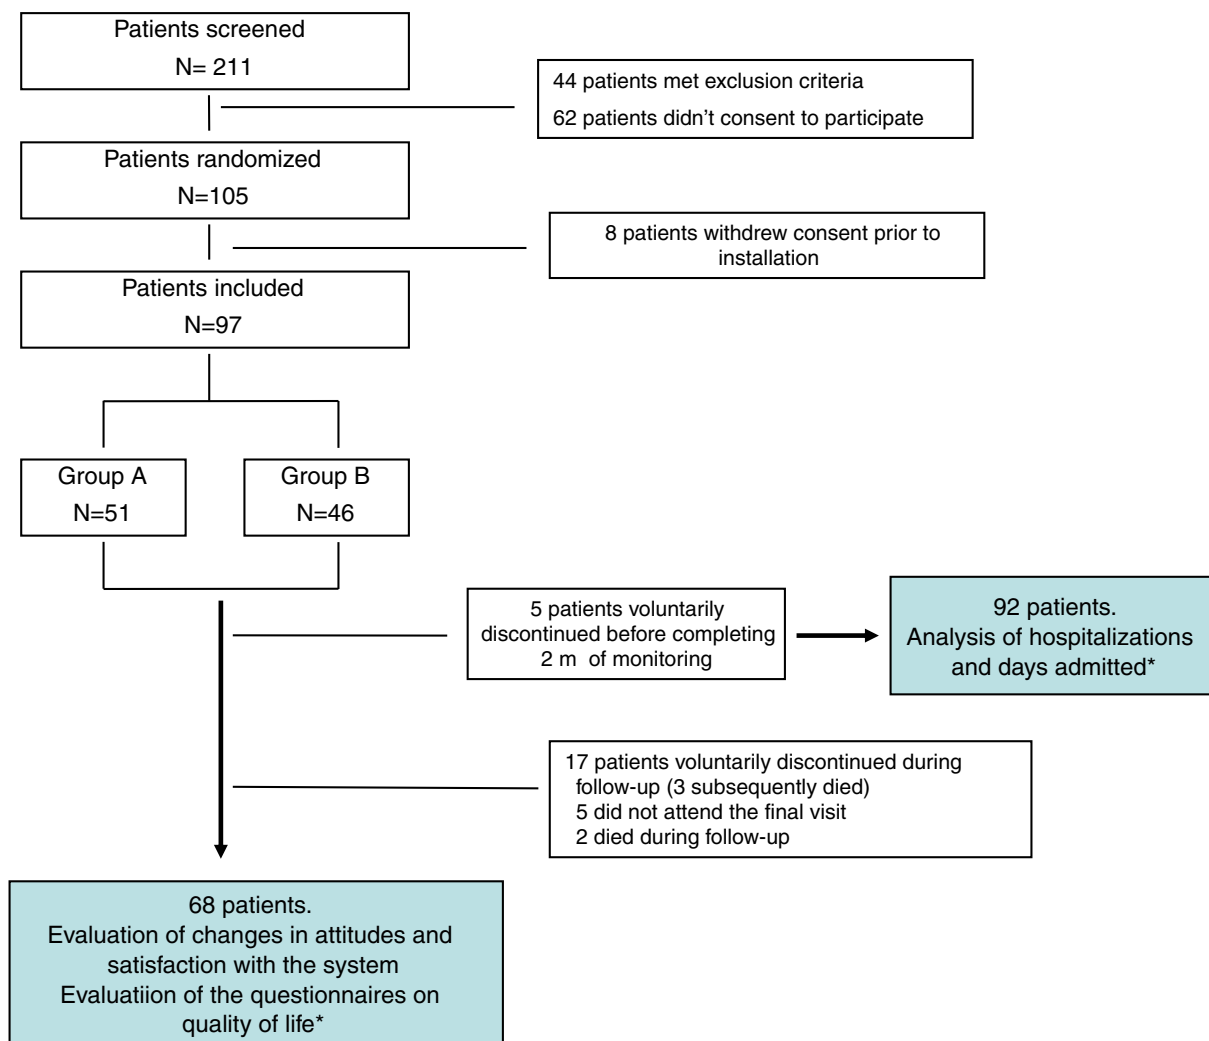 Patients screened
N= 211
44 patients met exclusion criteria
62 patients didn’t consent to participate
Patients randomized
N=105
8 patients withdrew consent prior to
installation
Patients included
N=97
Group A
N=51
Group B
N=46
5 patients voluntarily
discontinued before completing
2 m of monitoring
92 patients.
Analysis of hospitalizations
and days admitted*
17 patients voluntarily discontinued during
follow-up (3 subsequently died)
5 did not attend the final visit
2 died during follow-up
68 patients.
Evaluation of changes in attitudes and
satisfaction with the system
Evaluatiion of the questionnaires on
quality of life*